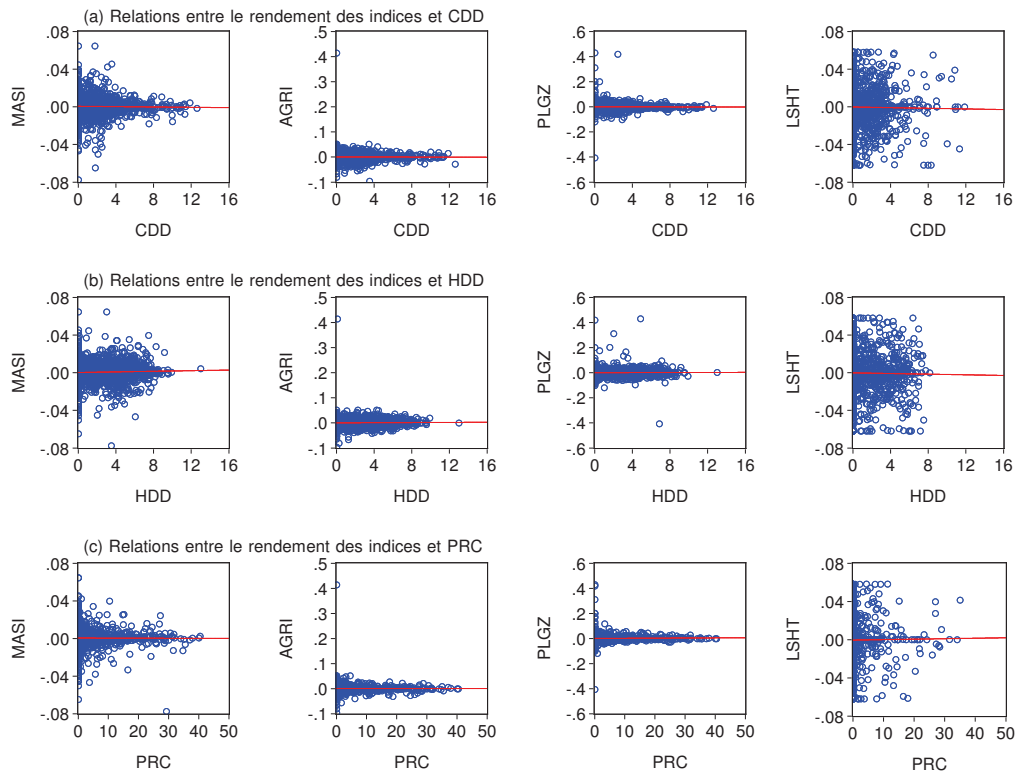 (a) Relations entre le rendement des indices et CDD
MASI
.08
.04
.00
-.04
-.08
0 4 8 12 16
CDD
AGRI
.5
.4
.3
.2
.1
.0
-.1
0 4 8 12 16
CDD
PLGZ
.6
.4
.2
.0
-.2
-.4
-.6
0 4 8 12 16
CDD
LSHT
.08
.04
.00
-.04
-.08
0 4 8 12 16
CDD
(b) Relations entre le rendement des indices et HDD
MASI
.08
.04
.00
-.04
-.08
0 4 8 12 16
HDD
AGRI
.5
.4
.3
.2
.1
.0
-.1
0 4 8 12 16
HDD
PLGZ
.6
.4
.2
.0
-.2
-.4
-.6
0 4 8 12 16
HDD
LSHT
.08
.04
.00
-.04
-.08
0 4 8 12 16
HDD
(c) Relations entre le rendement des indices et PRC
MASI
.08
.04
.00
-.04
-.08
0 10 20 30 40 50
PRC
AGRI
.5
.4
.3
.2
.1
.0
-.1
0 10 20 30 40 50
PRC
PLGZ
.6
.4
.2
.0
-.2
-.4
-.6
0 10 20 30 40 50
PRC
LSHT
.08
.04
.00
-.04
-.08
0 10 20 30 40 50
PRC